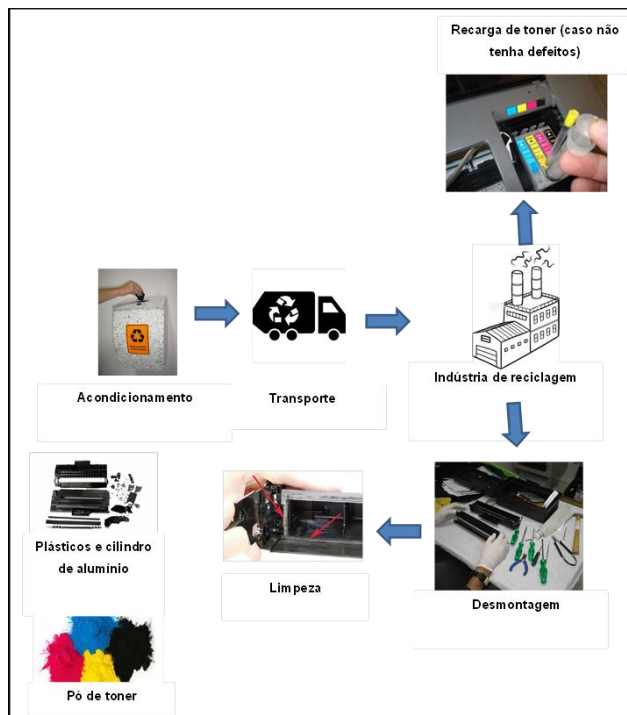 Recarga de toner (caso não
tenha defeitos)
Acondicionamento
Transporte
Indústria de reciclagem
Plásticos e cilindro
de alumínio
Limpeza
Desmontagem
Pó de toner